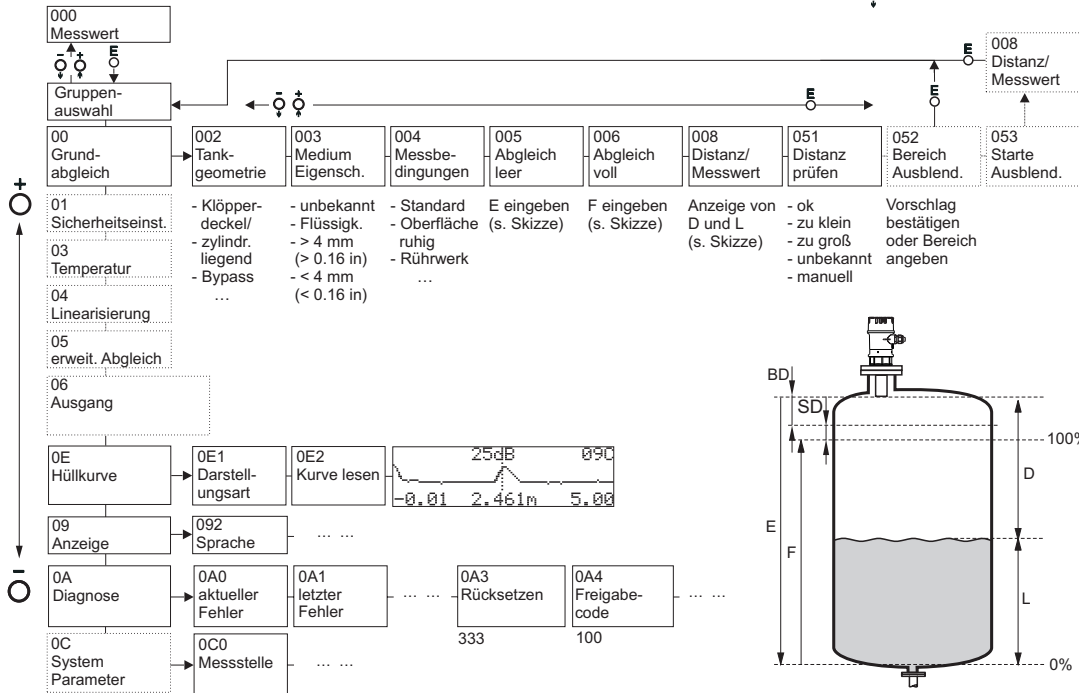 000
Messwert
- +
E
Gruppen-
auswahl
E
008
Distanz/
Messwert
- +
E
E
00
Grund-
abgleich
002
Tank-
geometrie
003
Medium
Eigensch.
004
Messbe-
dingungen
005
Abgleich
leer
006
Abgleich
voll
008
Distanz/
Messwert
051
Distanz
prüfen
052
Bereich
Ausblend.
053
Starte
Ausblend.
- Klöpper-
deckel/
- zylindr.
liegend
- Bypass
...
- unbekannt
- Flüssigk.
- > 4 mm
(> 0.16 in)
- < 4 mm
(< 0.16 in)
- Standard
- Oberfläche
ruhig
- Rührwerk
...
E eingeben
(s. Skizze)
F eingeben
(s. Skizze)
Anzeige von
D und L
(s. Skizze)
- ok
- zu klein
- zu groß
- unbekannt
- manuell
Vorschlag
bestätigen
oder Bereich
angeben
+
01
Sicherheitseinst.
03
Temperatur
04
Linearisierung
05
erweit. Abgleich
06
Ausgang
0E
Hüllkurve
0E1
Darstell-
ungsart
0E2
Kurve lesen
25dB 09C
-0.01 2.461m 5.00
09
Anzeige
092
Sprache
... ...
-
0A
Diagnose
0A0
aktueller
Fehler
0A1
letzter
Fehler
... ...
0A3
Rücksetzen
333
0A4
Freigabe-
code
100
... ...
0C
System
Parameter
0C0
Messstelle
... ...
BD
SD
100%
D
E
F
L
0%